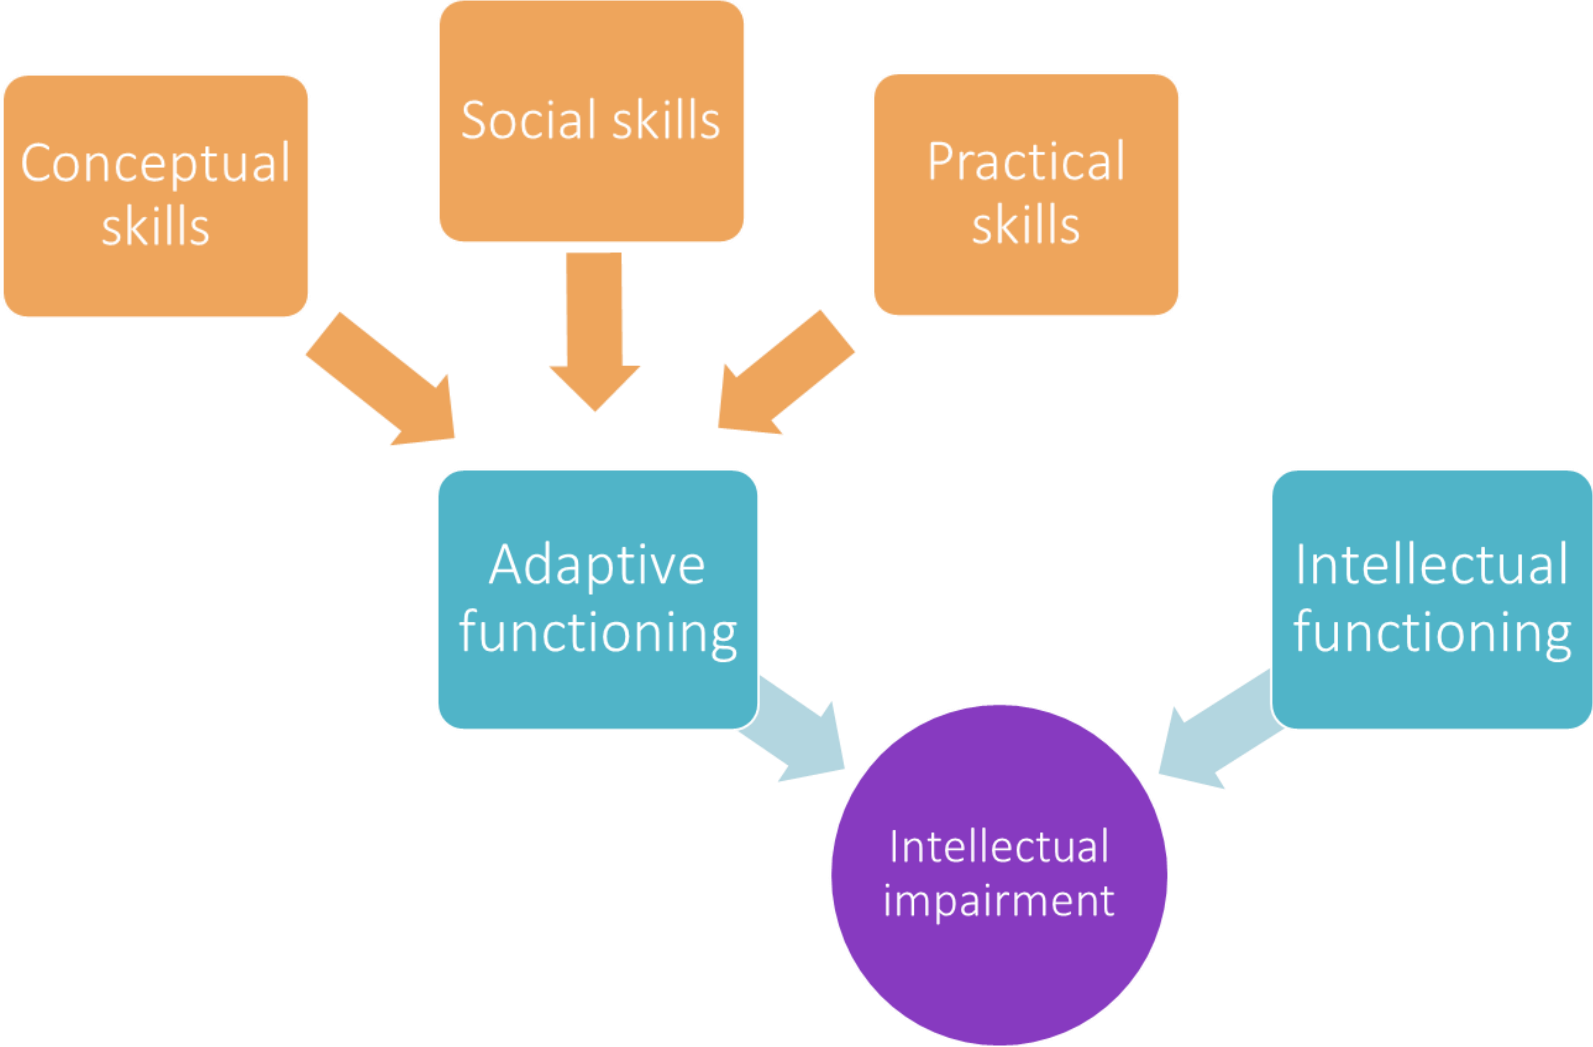 Conceptual
skills
Social skills
Practical
skills
Adaptive
functioning
Intellectual
functioning
Intellectual
impairment